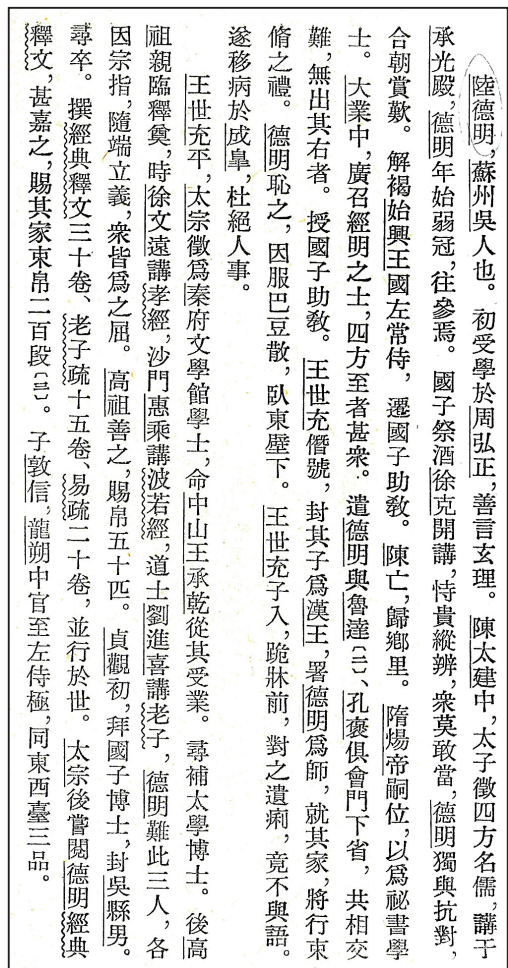 陸德明,蘇州吳人也。初受學於周弘正,善言玄理。陳太建中,太子徵四方名儒,講于
承光殿,德明年始弱冠,往參焉。國子祭酒徐克開講,恃貴縱辨,衆莫敢當,德明獨與抗對,
合朝賞歎。解褐始興王國左常侍,遷國子助教。陳亡,歸鄉里。隋煬帝嗣位,以爲祕書學
士。大業中,廣召經明之士,四方至者甚衆。遣德明與魯達〔二〕、孔褒俱會門下省,共相交
難,無出其右者。授國子助教。王世充僭號,封其子爲漢王,署德明爲師,就其家,將行束
脩之禮。德明恥之,因服巴豆散,臥東壁下。王世充子入,跪牀前,對之遺痢,竟不與語。
遂移病於成臯,杜絕人事。
王世充平,太宗徵爲秦府文學館學士,命中山王承乾從其受業。尋補太學博士。後高
祖親臨釋奠,時徐文遠講孝經,沙門惠乘講波若經,道士劉進喜講老子,德明難此三人,各
因宗指,隨端立義,衆皆爲之屈。高祖善之,賜帛五十匹。貞觀初,拜國子博士,封吳縣男。
尋卒。撰經典釋文三十卷、老子疏十五卷、易疏二十卷,並行於世。太宗後嘗閱德明經典
釋文,甚嘉之,賜其家束帛二百段〔三〕。子敦信,龍朔中官至左侍極,同東西臺三品。